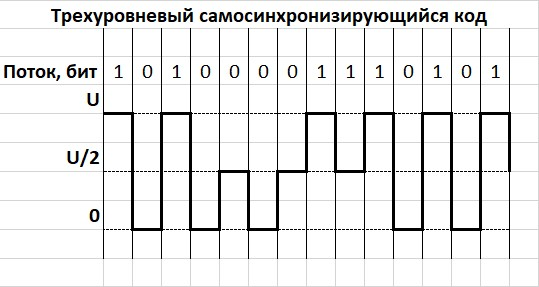 Трехуровневый самосинхронизирующийся код
Поток, бит 1 0 1 0 0 0 0 1 1 1 0 1 0 1
U
U/2
0